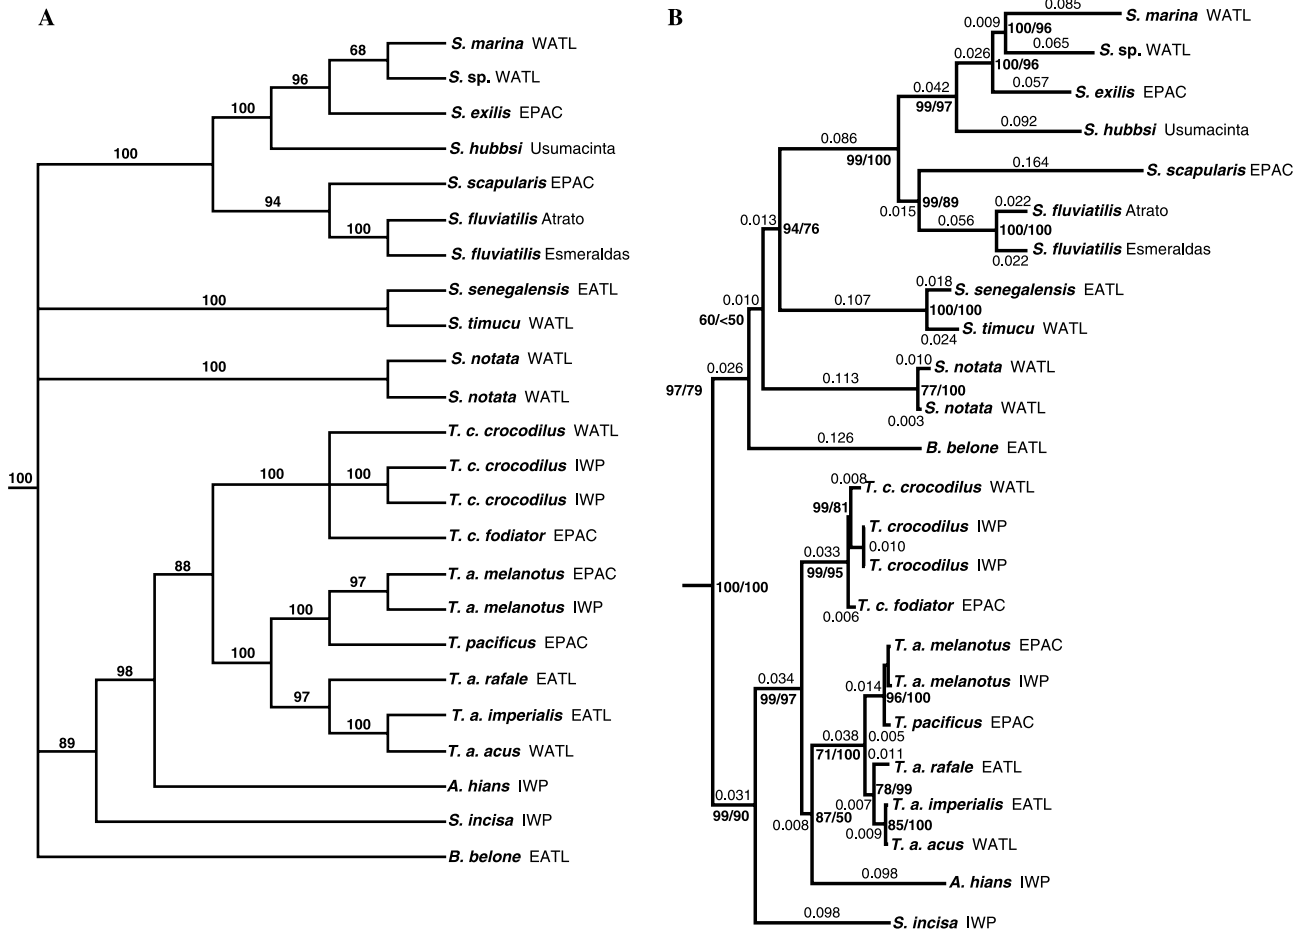 A
68
S. marina WATL
S. sp. WATL
96
S. exilis EPAC
100
S. hubbsi Usumacinta
100
S. scapularis EPAC
94
S. fluviatilis Atrato
100
S. fluviatilis Esmeraldas
S. senegalensis EATL
100
S. timucu WATL
S. notata WATL
100
S. notata WATL
T. c. crocodilus WATL
T. c. crocodilus IWP
100
100
100
T. c. crocodilus IWP
T. c. fodiator EPAC
88
T. a. melanotus EPAC
97
T. a. melanotus IWP
100
T. pacificus EPAC
100
98
T. a. rafale EATL
97
T. a. imperialis EATL
100
T. a. acus WATL
89
A. hians IWP
S. incisa IWP
B. belone EATL
B
0.085
S. marina WATL
0.009
100/96
0.065
S. sp. WATL
0.026
100/96
0.057
S. exilis EPAC
0.042
99/97
0.092
S. hubbsi Usumacinta
0.086
99/100
0.164
S. scapularis EPAC
99/89
0.015
0.022
S. fluviatilis Atrato
0.056
100/100
S. fluviatilis Esmeraldas
0.022
0.013
94/76
0.018
S. senegalensis EATL
0.107
100/100
S. timucu WATL
0.024
0.010
60/<50
0.010
S. notata WATL
0.113
77/100
S. notata WATL
0.003
0.026
97/79
0.126
B. belone EATL
0.008
T. c. crocodilus WATL
99/81
T. crocodilus IWP
0.010
T. crocodilus IWP
0.033
99/95
T. c. fodiator EPAC
0.006
100/100
T. a. melanotus EPAC
T. a. melanotus IWP
0.014
96/100
T. pacificus EPAC
0.005
0.034
99/97
0.038
71/100
0.011
T. a. rafale EATL
78/99
0.007
T. a. imperialis EATL
85/100
0.009
T. a. acus WATL
0.031
99/90
87/50
0.008
0.098
A. hians IWP
0.098
S. incisa IWP